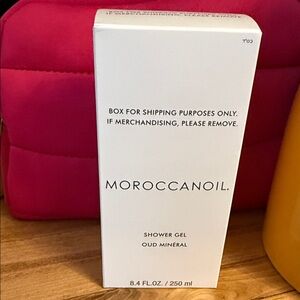 BOX FOR SHIPPING PURPOSES ONLY.
IF MERCHANDISING, PLEASE REMOVE.
MOROCCANOIL.
SHOWER GEL
OUD MINÉRAL
8.4 FL.OZ. / 250 ml